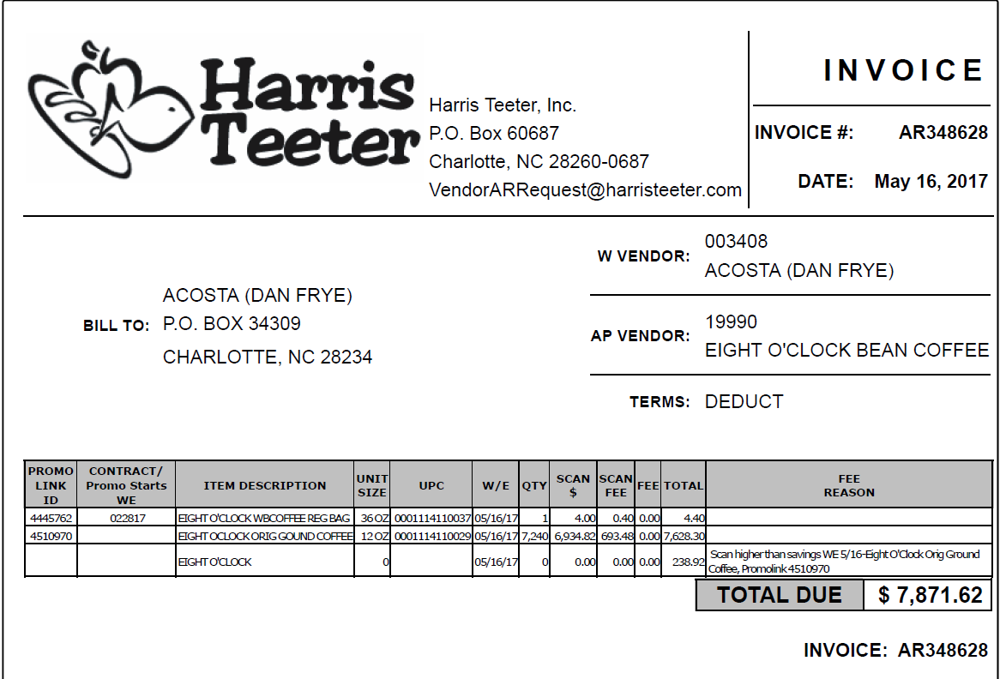 Harris
Teeter
Harris Teeter, Inc.
P.O. Box 60687
Charlotte, NC 28260-0687
VendorARRequest@harristeeter.com
INVOICE
INVOICE #: AR348628
DATE: May 16, 2017
BILL TO:
ACOSTA (DAN FRYE)
P.O. BOX 34309
CHARLOTTE, NC 28234
W VENDOR:
003408
ACOSTA (DAN FRYE)
AP VENDOR:
19990
EIGHT O'CLOCK BEAN COFFEE
TERMS: DEDUCT
PROMO LINK ID CONTRACT/ Promo Starts WE ITEM DESCRIPTION UNIT SIZE UPC W/E QTY SCAN $ SCAN FEE FEE TOTAL FEE REASON
4445762 022817 EIGHT O'CLOCK WBCOFFEE REG BAG 36 OZ 0001114110037 05/16/17 1 4.00 0.40 0.00 4.40
4510970 EIGHT OCLOCK ORIG GOUND COFFEE 12 OZ 0001114110029 05/16/17 7,240 6,934.82 693.48 0.00 7,628.30
EIGHT O'CLOCK 0 05/16/17 0 0.00 0.00 0.00 238.92 Scan higher than savings WE 5/16-Eight O'Clock Orig Ground
Coffee, Promolink 4510970
TOTAL DUE $ 7,871.62
INVOICE: AR348628